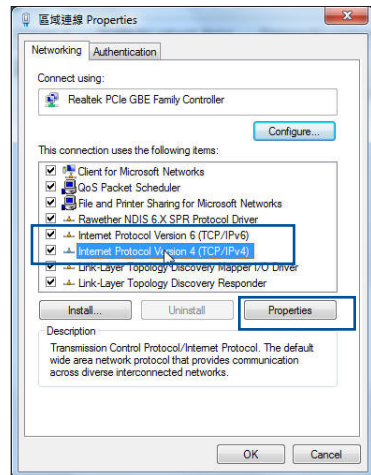 區域連線 Properties
Networking Authentication
Connect using:
Realtek PCIe GBE Family Controller
Configure...
This connection uses the following items:
Client for Microsoft Networks
QoS Packet Scheduler
File and Printer Sharing for Microsoft Networks
Rawether NDIS 6.X SPR Protocol Driver
Internet Protocol Version 6 (TCP/IPv6)
Internet Protocol Version 4 (TCP/IPv4)
Link-Layer Topology Discovery Mapper I/O Driver
Link-Layer Topology Discovery Responder
Install... Uninstall Properties
Description
Transmission Control Protocol/Internet Protocol. The default
wide area network protocol that provides communication
across diverse interconnected networks.
OK Cancel